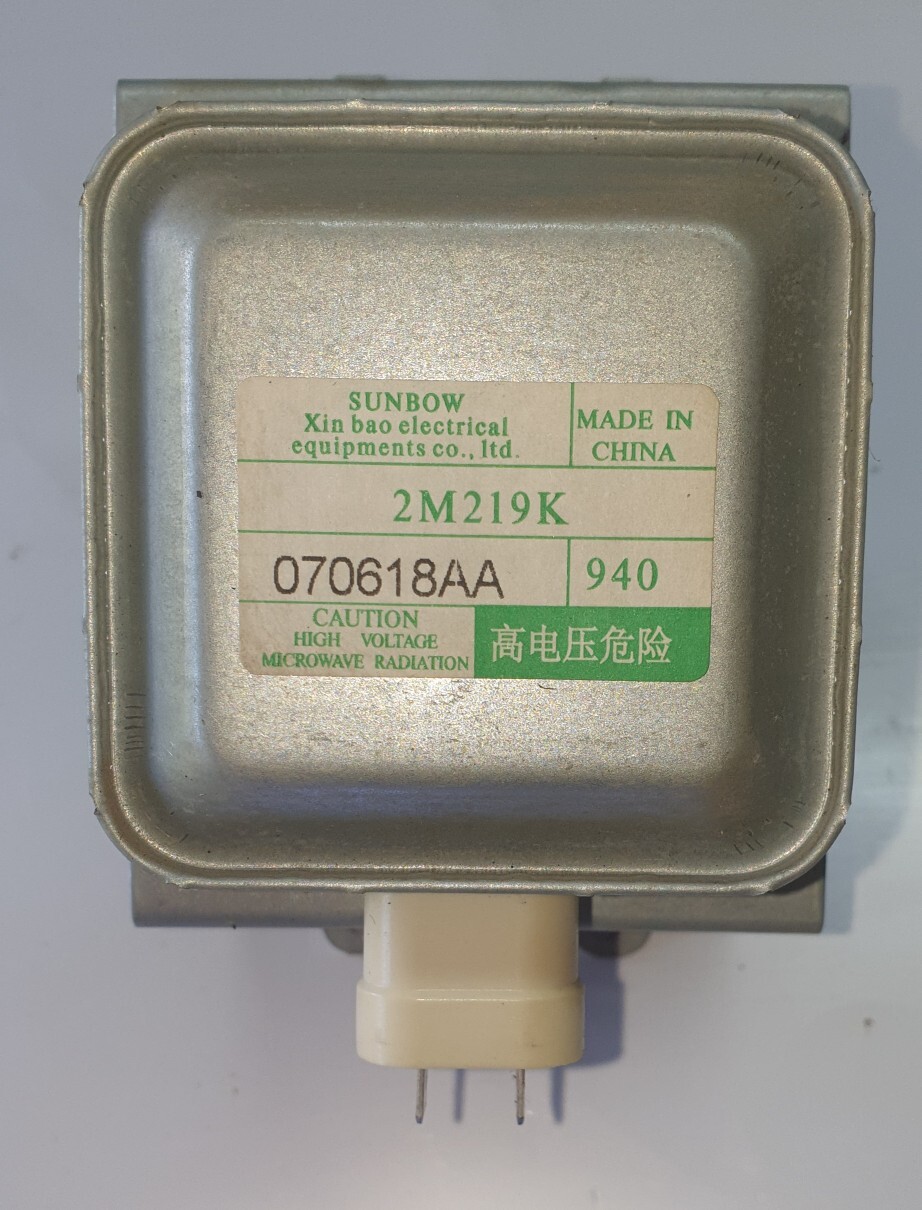 SUNBOW
Xin bao electrical
equipments co., ltd.
MADE IN
CHINA
2M219K
070618AA
940
CAUTION
HIGH VOLTAGE
MICROWAVE RADIATION
高电压危险